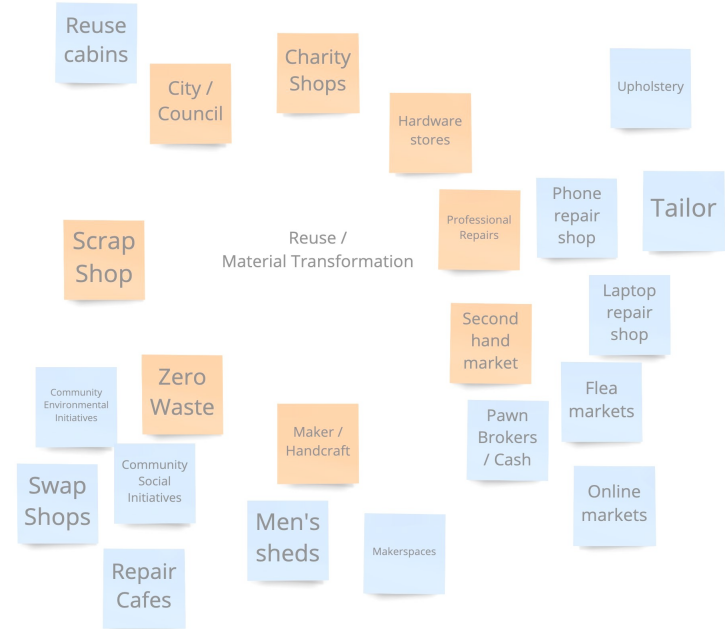 Reuse
cabins
City /
Council
Charity
Shops
Hardware
stores
Upholstery
Professional
Repairs
Phone
repair
shop
Tailor
Scrap
Shop
Reuse /
Material Transformation
Second
hand
market
Laptop
repair
shop
Community
Environmental
Initiatives
Zero
Waste
Maker /
Handcraft
Pawn
Brokers
/ Cash
Flea
markets
Swap
Shops
Community
Social
Initiatives
Men's
sheds
Makerspaces
Online
markets
Repair
Cafes